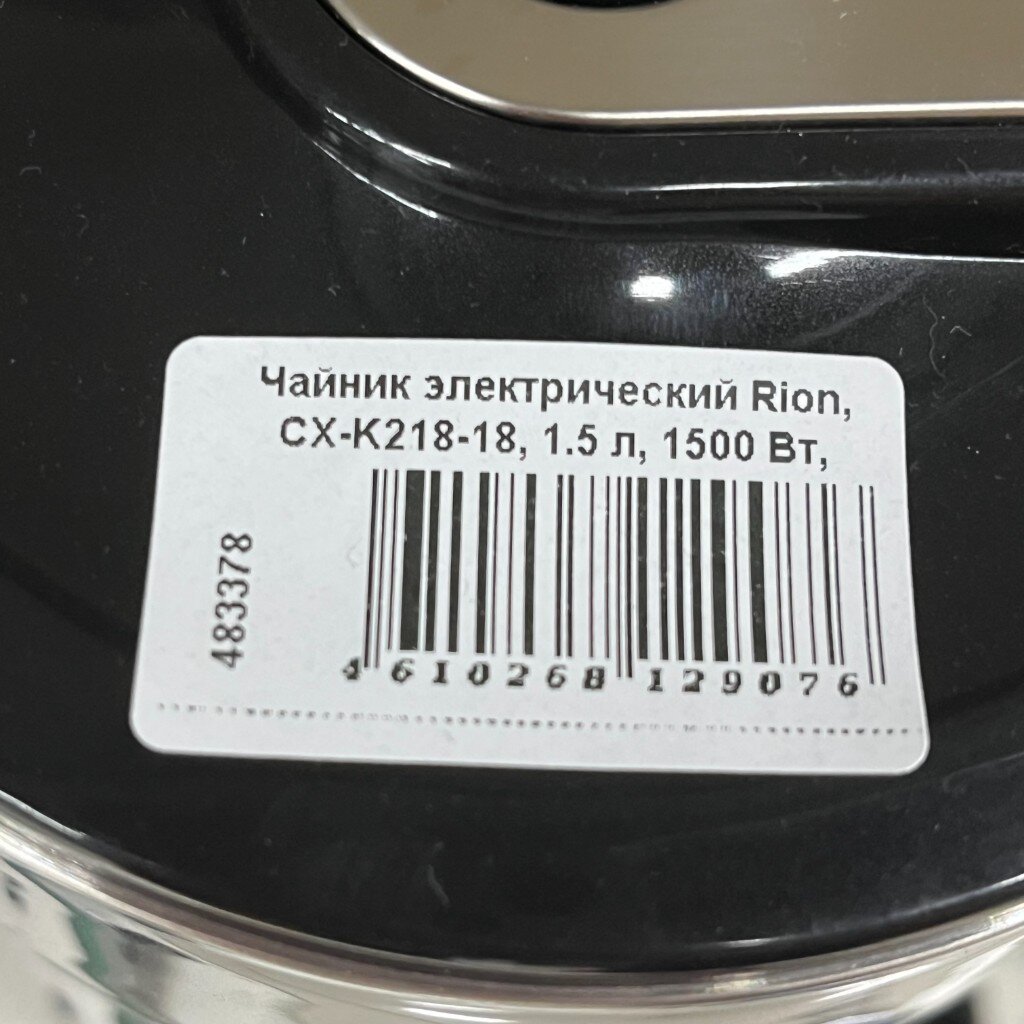 Чайник электрический Rion,
CX-K218-18, 1.5 л, 1500 Вт,
483378
4 610268 129076